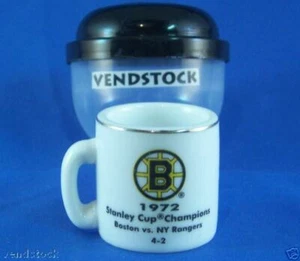 VENDSTOCK
B
®
1972
Stanley Cup® Champions
Boston vs. NY Rangers
4-2
vendstock